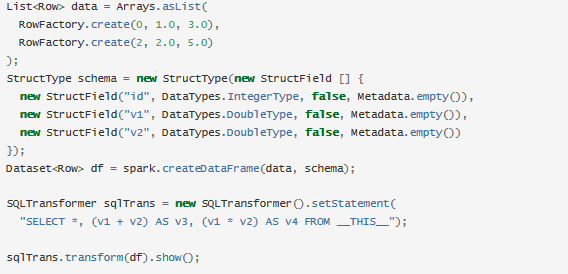 List<Row> data = Arrays.asList(
  RowFactory.create(0, 1.0, 3.0),
  RowFactory.create(2, 2.0, 5.0)
);
StructType schema = new StructType(new StructField [] {
  new StructField("id", DataTypes.IntegerType, false, Metadata.empty()),
  new StructField("v1", DataTypes.DoubleType, false, Metadata.empty()),
  new StructField("v2", DataTypes.DoubleType, false, Metadata.empty())
});
Dataset<Row> df = spark.createDataFrame(data, schema);

SQLTransformer sqlTrans = new SQLTransformer().setStatement(
  "SELECT *, (v1 + v2) AS v3, (v1 * v2) AS v4 FROM __THIS__");

sqlTrans.transform(df).show();